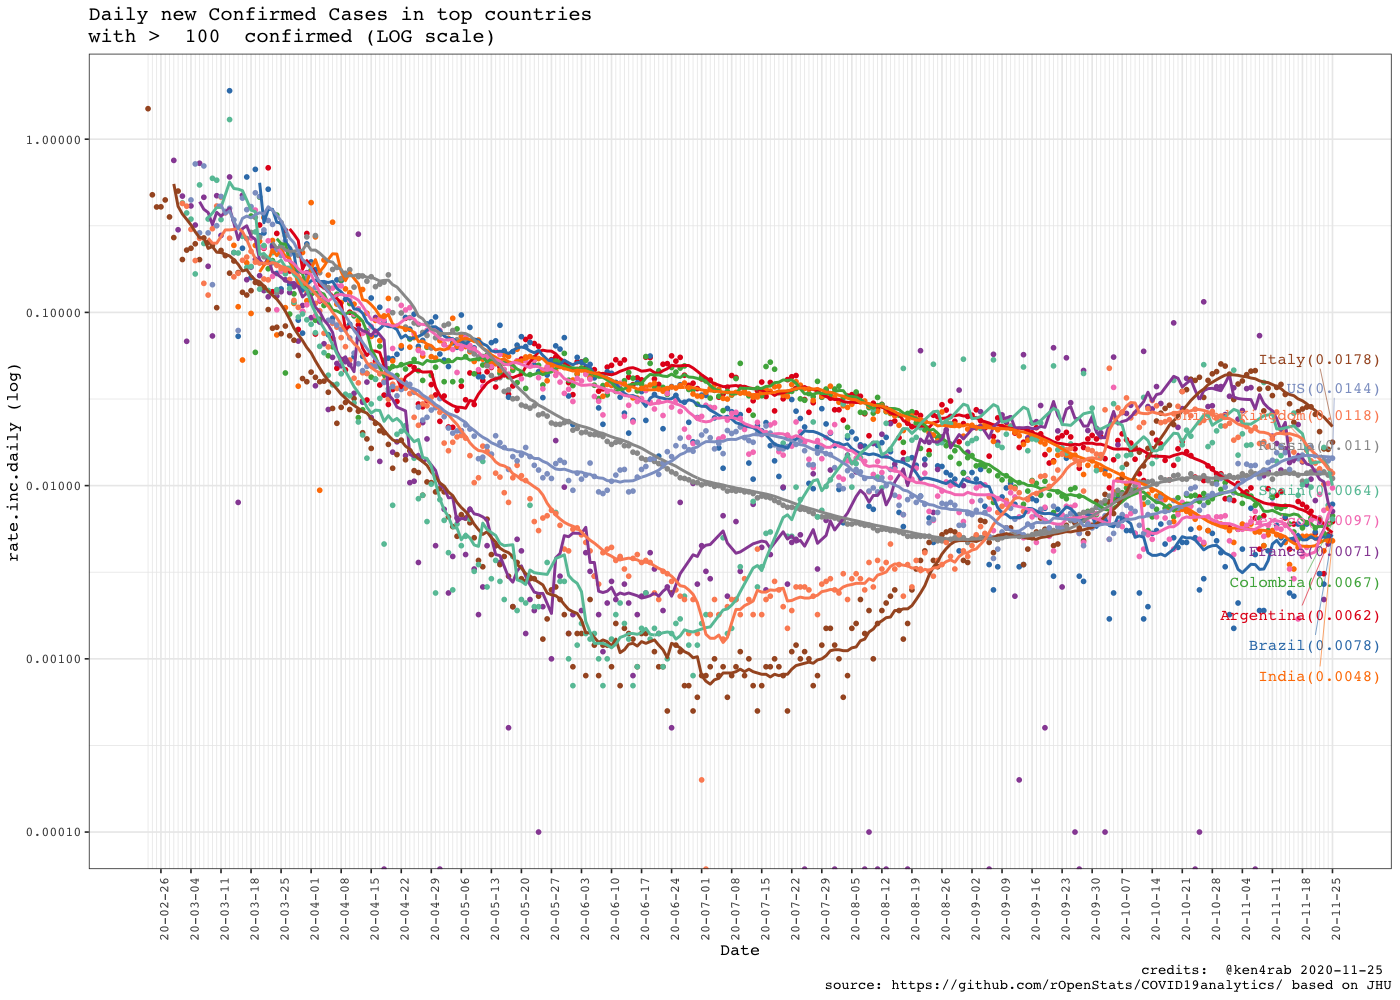 Daily new Confirmed Cases in top countries
with >  100  confirmed (LOG scale)
rate.inc.daily (log)
1.00000
0.10000
0.01000
0.00100
0.00010
Italy(0.0178)
US(0.0144)
United Kingdom(0.0118)
Russia(0.011)
Spain(0.0064)
(0.0097)
France(0.0071)
Colombia(0.0067)
Argentina(0.0062)
Brazil(0.0078)
India(0.0048)
20-02-26
20-03-04
20-03-11
20-03-18
20-03-25
20-04-01
20-04-08
20-04-15
20-04-22
20-04-29
20-05-06
20-05-13
20-05-20
20-05-27
20-06-03
20-06-10
20-06-17
20-06-24
20-07-01
20-07-08
20-07-15
20-07-22
20-07-29
20-08-05
20-08-12
20-08-19
20-08-26
20-09-02
20-09-09
20-09-16
20-09-23
20-09-30
20-10-07
20-10-14
20-10-21
20-10-28
20-11-04
20-11-11
20-11-18
20-11-25
Date
credits:  @ken4rab 2020-11-25
source: https://github.com/rOpenStats/COVID19analytics/ based on JHU